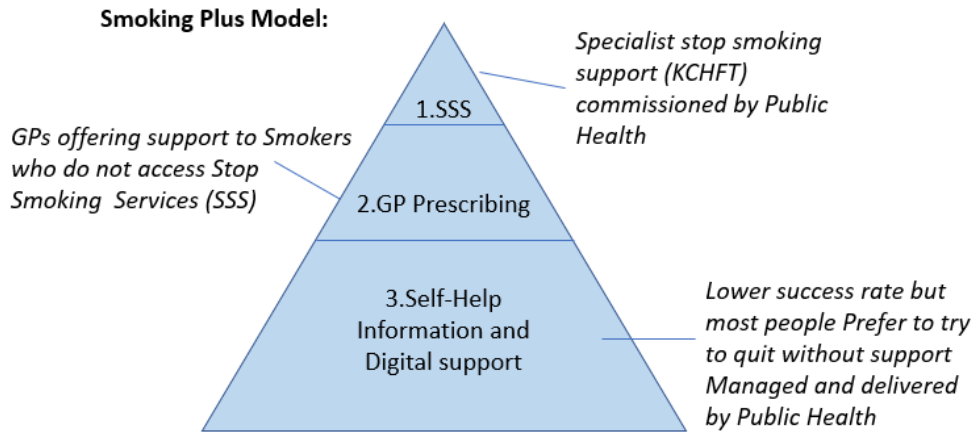 Smoking Plus Model:
Specialist stop smoking
support (KCHFT)
commissioned by Public
Health
1.SSS
GPs offering support to Smokers
who do not access Stop
Smoking Services (SSS)
2.GP Prescribing
3.Self-Help
Information and
Digital support
Lower success rate but
most people Prefer to try
to quit without support
Managed and delivered
by Public Health